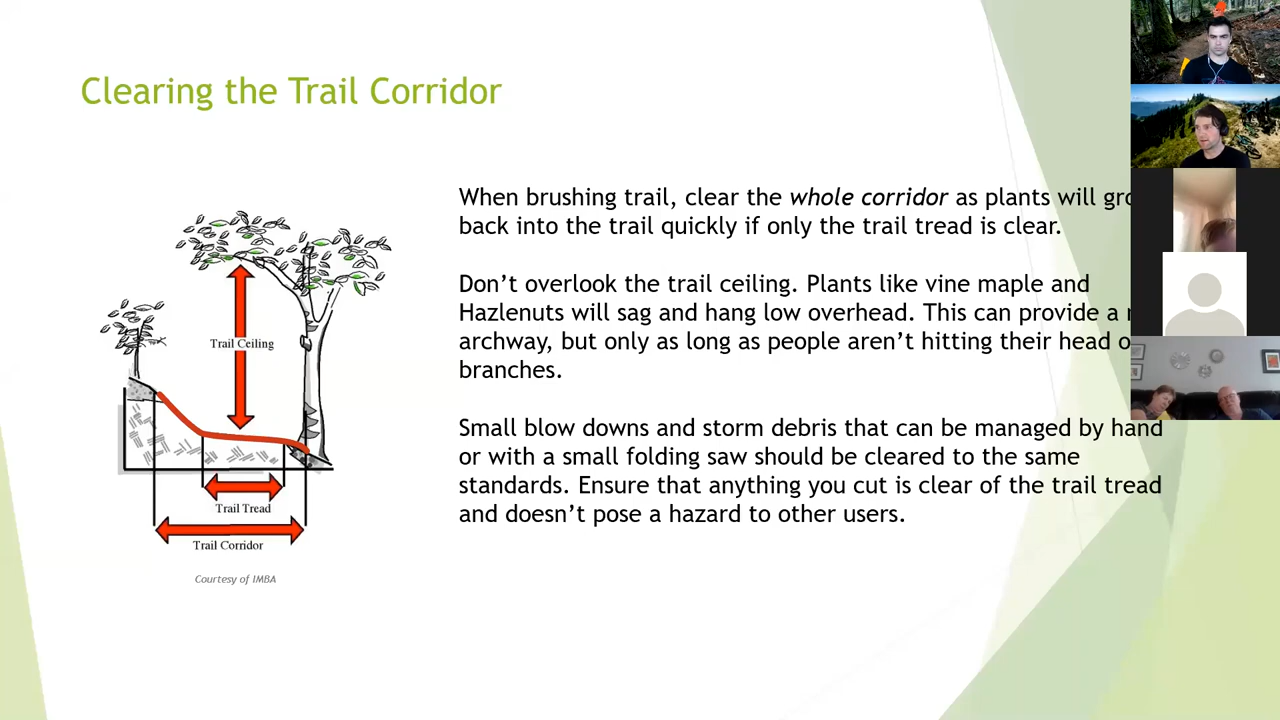 Clearing the Trail Corridor
When brushing trail, clear the whole corridor as plants will
back into the trail quickly if only the trail tread is clear.
Don't overlook the trail ceiling. Plants like vine maple and
Hazlenuts will sag and hang low overhead. This can provide a
archway, but only as long as people aren't hitting their head
branches.
Small blow downs and storm debris that can be managed by hand
or with a small folding saw should be cleared to the same
standards. Ensure that anything you cut is clear of the trail tread
and doesn't pose a hazard to other users.
Trail Ceiling
Trail Tread
Trail Corridor
Courtesy of IMBA